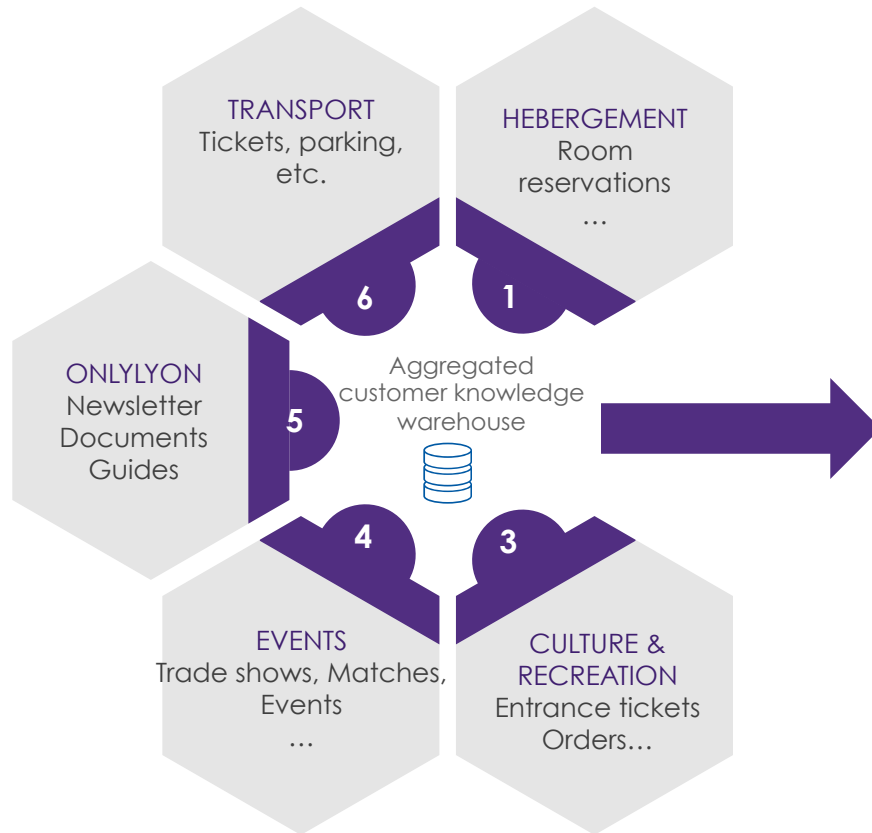 TRANSPORT
Tickets, parking,
etc.
HEBERGEMENT
Room
reservations
…
6
1
ONLYLYON
Newsletter
Documents
Guides
5
Aggregated
customer knowledge
warehouse
4
3
EVENTS
Trade shows, Matches,
Events
…
CULTURE &
RECREATION
Entrance tickets
Orders…